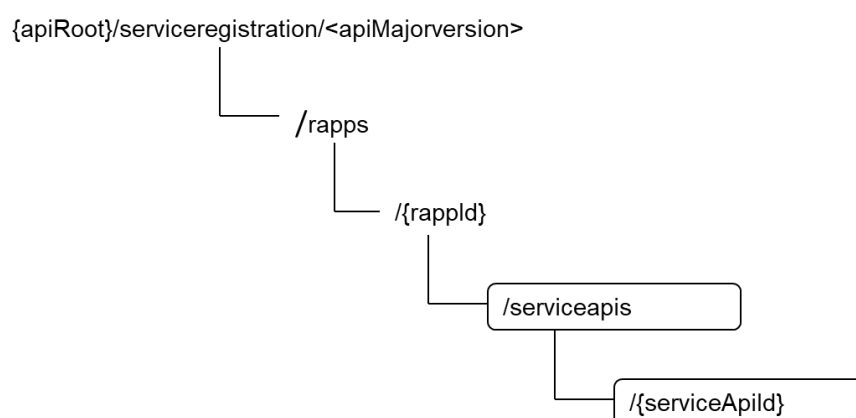 {apiRoot}/serviceregistration/<apiMajorversion>
/rapps
/{rappId}
/serviceapis
/{serviceApiId}